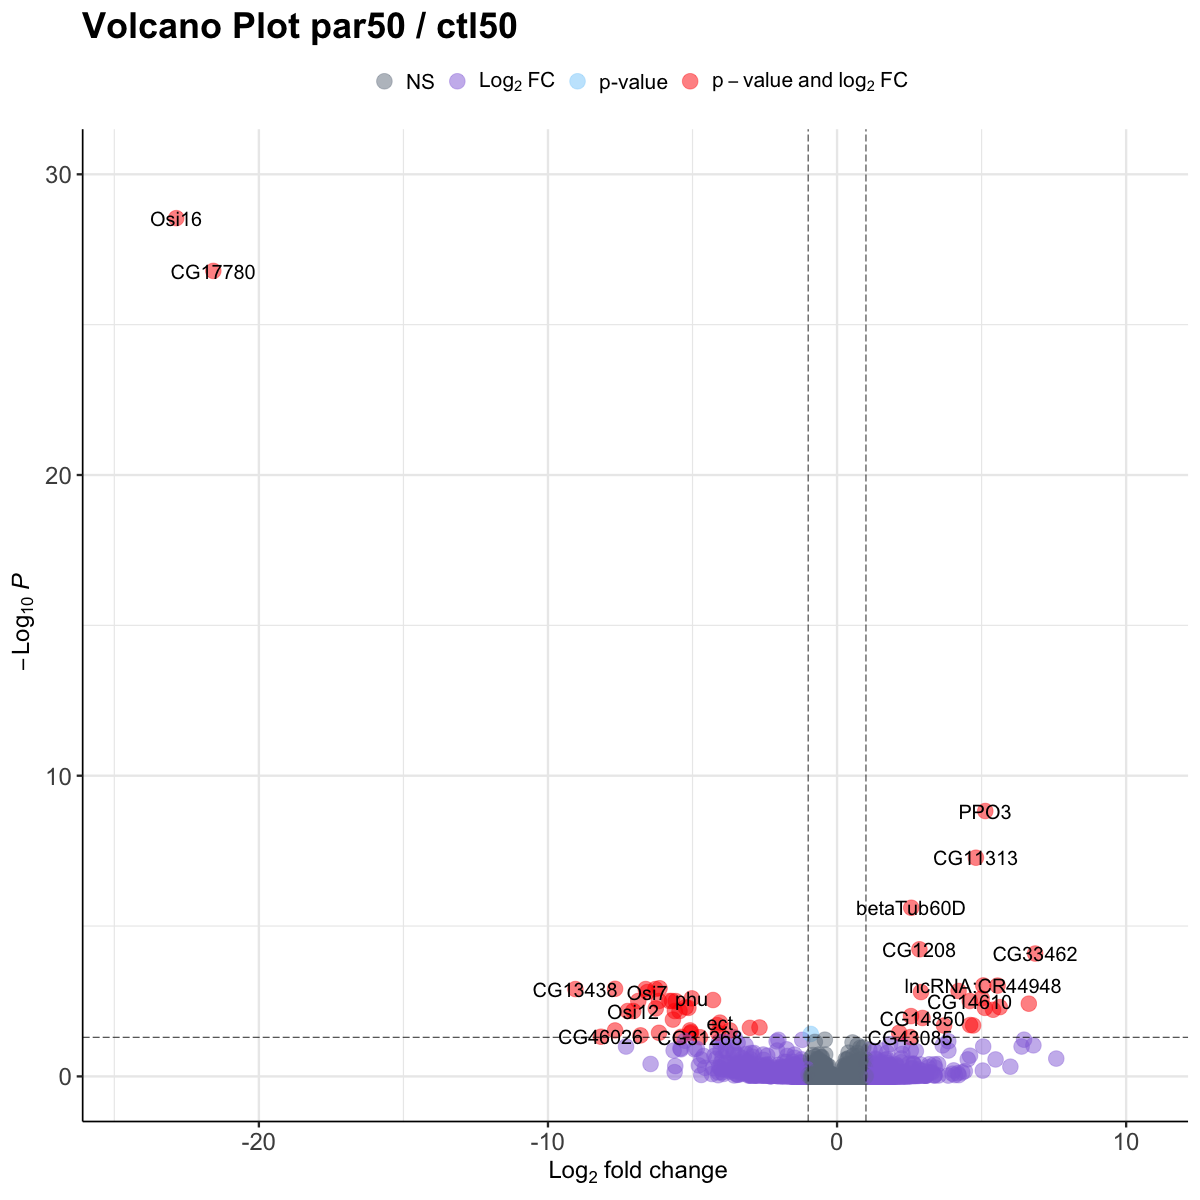 Volcano Plot par50 / ctl50
NS Log₂ FC p-value p – value and log₂ FC
30
Osi16
CG17780
20
– Log₁₀ P
10
PPO3
CG11313
betaTub60D
CG1208
CG33462
lncRNA:CR44948
CG13438
Osi7
phu
CG14610
Osi12
CG14850
ect
CG46026
CG31268
CG43085
0
-20 -10 0 10
Log₂ fold change